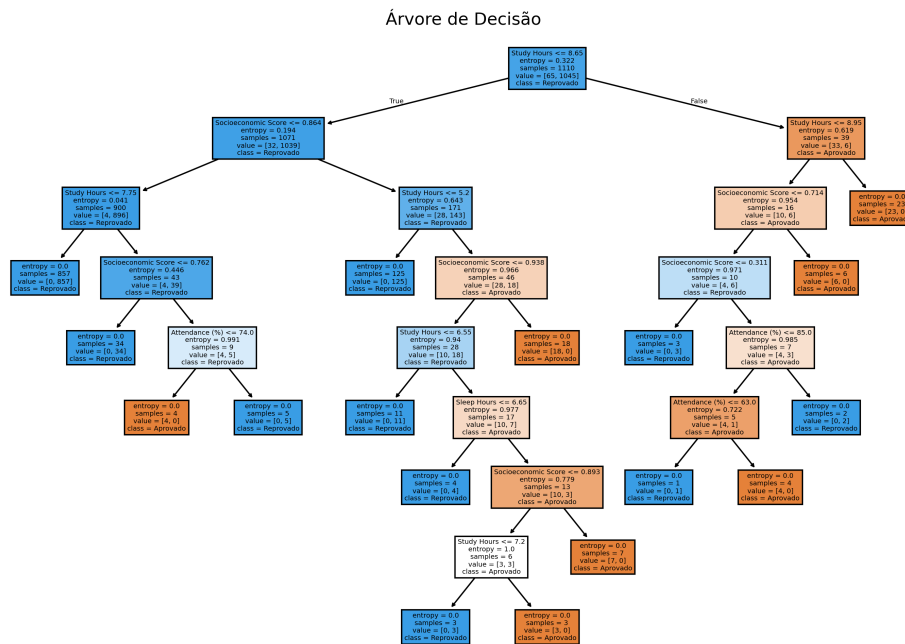 Árvore de Decisão
Study Hours <= 8.65
entropy = 0.322
samples = 1110
value = [65, 1045]
class = Reprovado
True
False
Socioeconomic Score <= 0.864
entropy = 0.194
samples = 1071
value = [32, 1039]
class = Reprovado
Study Hours <= 8.95
entropy = 0.619
samples = 39
value = [33, 6]
class = Aprovado
Study Hours <= 7.75
entropy = 0.041
samples = 900
value = [4, 896]
class = Reprovado
Study Hours <= 5.2
entropy = 0.643
samples = 171
value = [28, 143]
class = Reprovado
Socioeconomic Score <= 0.714
entropy = 0.954
samples = 16
value = [10, 6]
class = Aprovado
entropy = 0.0
samples = 23
value = [23, 0]
class = Aprovado
entropy = 0.0
samples = 857
value = [0, 857]
class = Reprovado
Socioeconomic Score <= 0.762
entropy = 0.446
samples = 43
value = [4, 39]
class = Reprovado
entropy = 0.0
samples = 125
value = [0, 125]
class = Reprovado
Socioeconomic Score <= 0.938
entropy = 0.966
samples = 46
value = [28, 18]
class = Aprovado
Socioeconomic Score <= 0.311
entropy = 0.971
samples = 10
value = [4, 6]
class = Reprovado
entropy = 0.0
samples = 6
value = [6, 0]
class = Aprovado
entropy = 0.0
samples = 34
value = [0, 34]
class = Reprovado
Attendance (%) <= 74.0
entropy = 0.991
samples = 9
value = [4, 5]
class = Reprovado
Study Hours <= 6.55
entropy = 0.94
samples = 28
value = [10, 18]
class = Reprovado
entropy = 0.0
samples = 18
value = [18, 0]
class = Aprovado
entropy = 0.0
samples = 3
value = [0, 3]
class = Reprovado
Attendance (%) <= 85.0
entropy = 0.985
samples = 7
value = [4, 3]
class = Aprovado
entropy = 0.0
samples = 4
value = [4, 0]
class = Aprovado
entropy = 0.0
samples = 5
value = [0, 5]
class = Reprovado
entropy = 0.0
samples = 11
value = [0, 11]
class = Reprovado
Sleep Hours <= 6.65
entropy = 0.977
samples = 17
value = [10, 7]
class = Aprovado
Attendance (%) <= 63.0
entropy = 0.722
samples = 5
value = [4, 1]
class = Aprovado
entropy = 0.0
samples = 2
value = [0, 2]
class = Reprovado
entropy = 0.0
samples = 4
value = [0, 4]
class = Reprovado
Socioeconomic Score <= 0.893
entropy = 0.779
samples = 13
value = [10, 3]
class = Aprovado
entropy = 0.0
samples = 1
value = [0, 1]
class = Reprovado
entropy = 0.0
samples = 4
value = [4, 0]
class = Aprovado
Study Hours <= 7.2
entropy = 1.0
samples = 6
value = [3, 3]
class = Aprovado
entropy = 0.0
samples = 7
value = [7, 0]
class = Aprovado
entropy = 0.0
samples = 3
value = [0, 3]
class = Reprovado
entropy = 0.0
samples = 3
value = [3, 0]
class = Aprovado